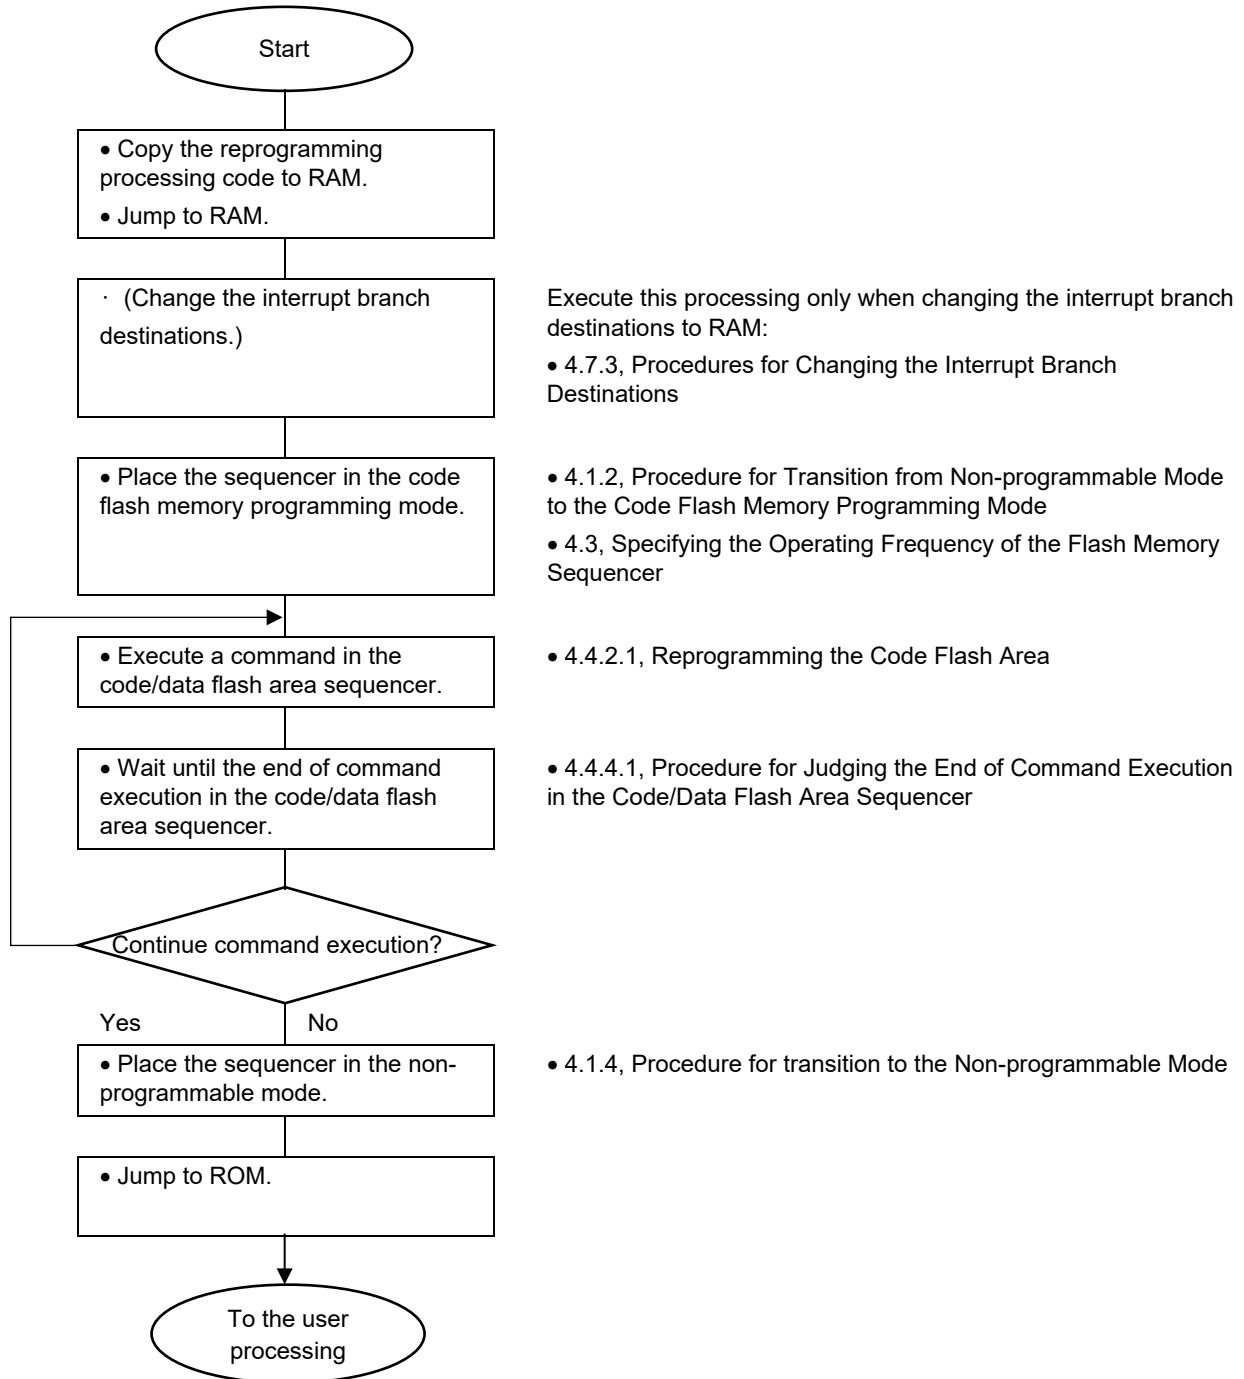 Start
• Copy the reprogramming
processing code to RAM.
• Jump to RAM.
· (Change the interrupt branch
destinations.)
Execute this processing only when changing the interrupt branch
destinations to RAM:
• 4.7.3, Procedures for Changing the Interrupt Branch
Destinations
• Place the sequencer in the code
flash memory programming mode.
• 4.1.2, Procedure for Transition from Non-programmable Mode
to the Code Flash Memory Programming Mode
• 4.3, Specifying the Operating Frequency of the Flash Memory
Sequencer
• Execute a command in the
code/data flash area sequencer.
• 4.4.2.1, Reprogramming the Code Flash Area
• Wait until the end of command
execution in the code/data flash
area sequencer.
• 4.4.4.1, Procedure for Judging the End of Command Execution
in the Code/Data Flash Area Sequencer
Continue command execution?
Yes No
• Place the sequencer in the non-
programmable mode.
• 4.1.4, Procedure for transition to the Non-programmable Mode
• Jump to ROM.
To the user
processing